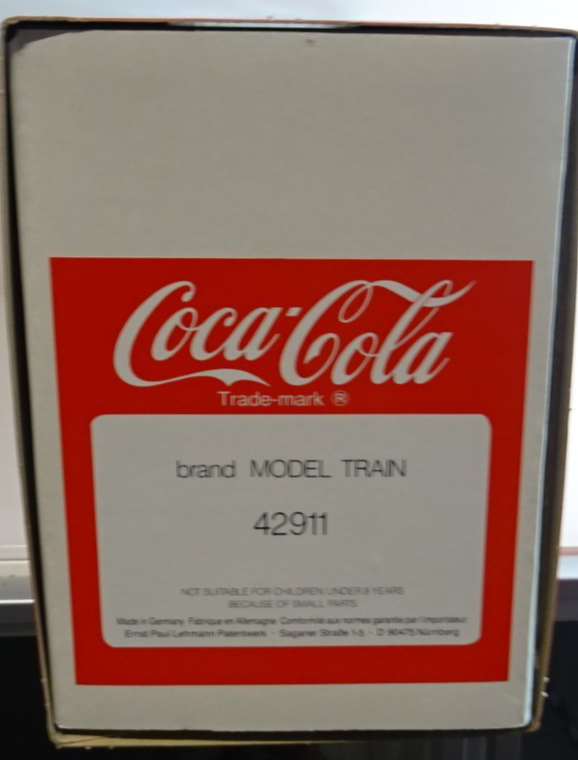 Coca-Cola
Trade-mark ®
brand MODEL TRAIN
42911
NOT SUITABLE FOR CHILDREN UNDER 8 YEARS
BECAUSE OF SMALL PARTS
Made in Germany Fabrique en Allemagne Conformité aux normes garantie par l'importateur
Ernst Paul Lehmann Patentwerk · Saganer Straße 1-5 · D 90475 Nürnberg